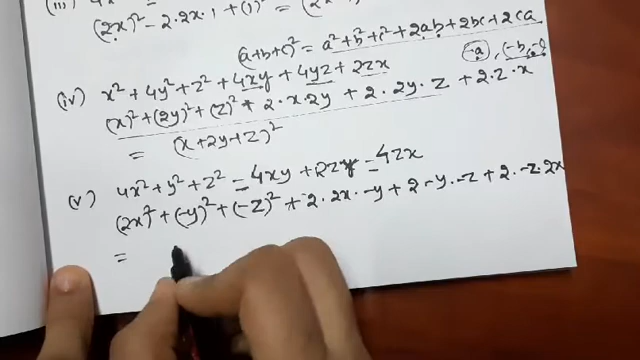 (2x)² - 2·2x·1 + (1)² = (2x
(a+b+c)² = a²+b²+c²+2ab+2bc+2ca
(-a), (-b,-c)
(iv) x² + 4y² + z² + 4xy + 4yz + 2zx
(x)² + (2y)² + (z)² + 2·x·2y + 2·2y·z + 2·z·x
= (x+2y+z)²
(v) 4x² + y² + z² - 4xy + 2zy - 4zx
(2x)² + (-y)² + (-z)² + 2·2x·-y + 2·-y·-z + 2·-z·2x
=